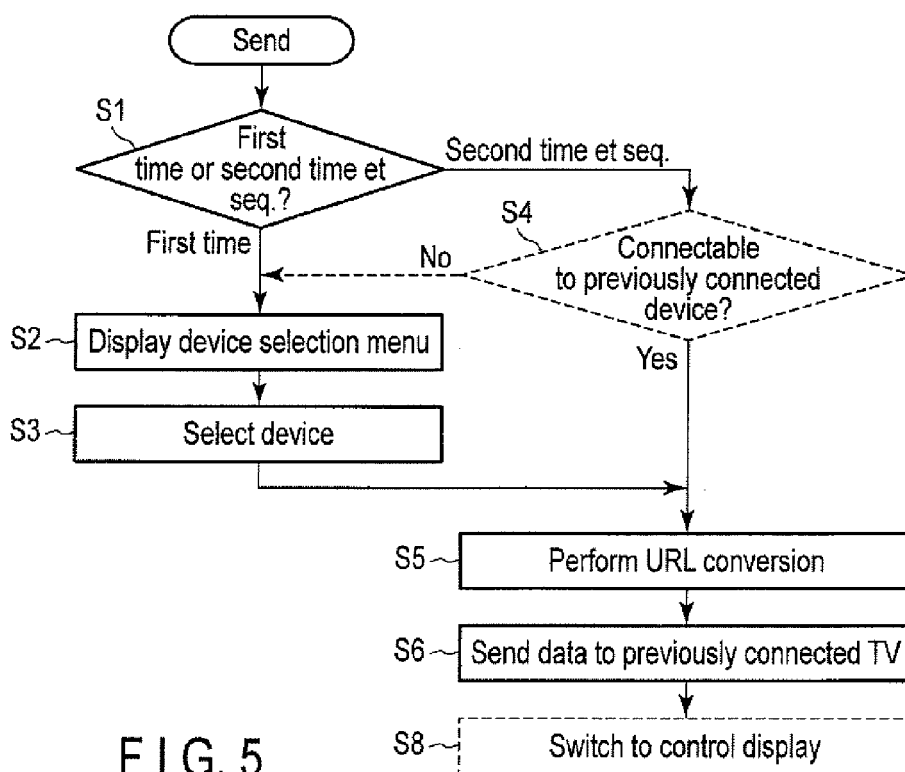 Send
S1
First
time or second time et
seq.?
Second time et seq.
First time
S4
Connectable
to previously connected
device?
No
Yes
S2
Display device selection menu
S3
Select device
S5
Perform URL conversion
S6
Send data to previously connected TV
S8
Switch to control display
FIG. 5